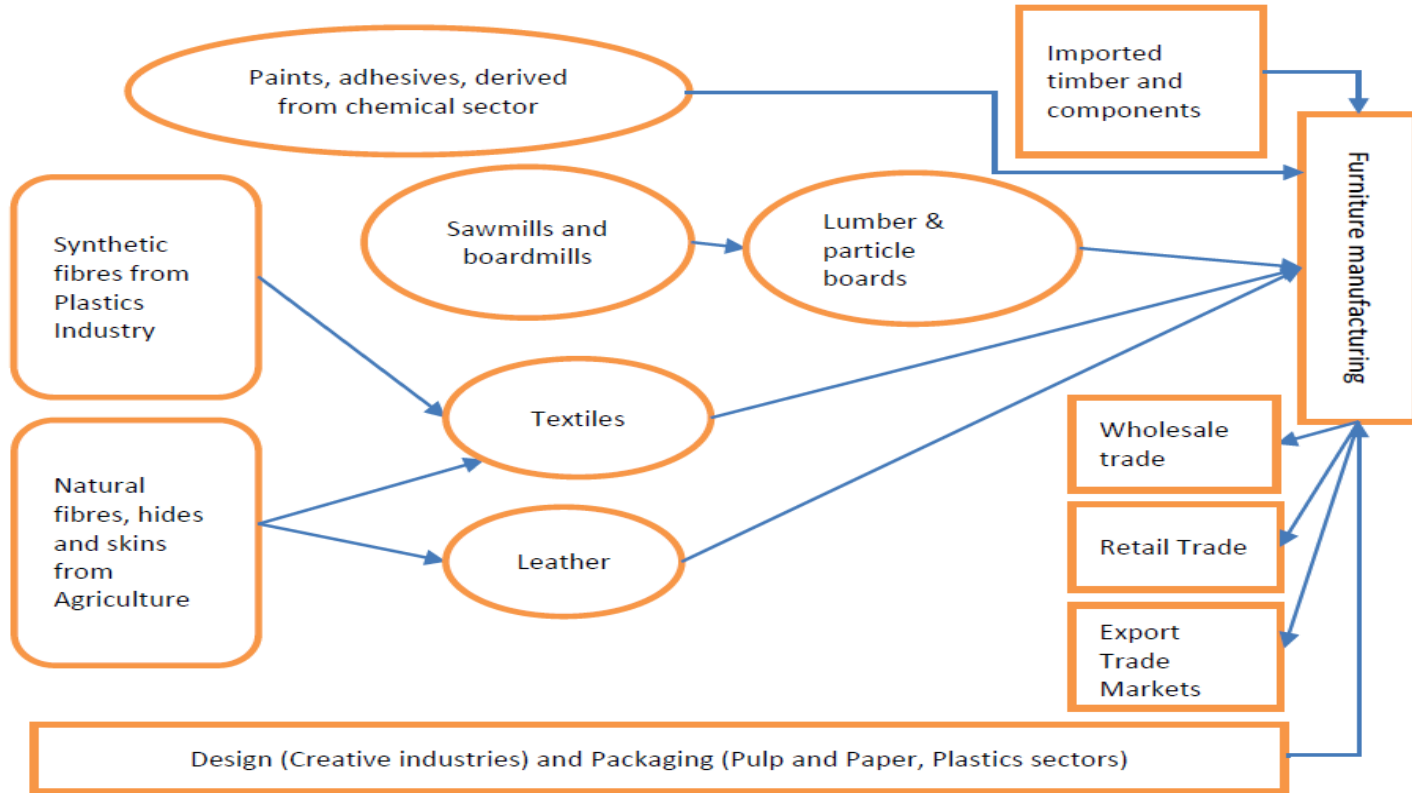 Paints, adhesives, derived
from chemical sector
Imported
timber and
components
Furniture manufacturing
Synthetic
fibres from
Plastics
Industry
Sawmills and
boardmills
Lumber &
particle
boards
Textiles
Natural
fibres, hides
and skins
from
Agriculture
Leather
Wholesale
trade
Retail Trade
Export
Trade
Markets
Design (Creative industries) and Packaging (Pulp and Paper, Plastics sectors)